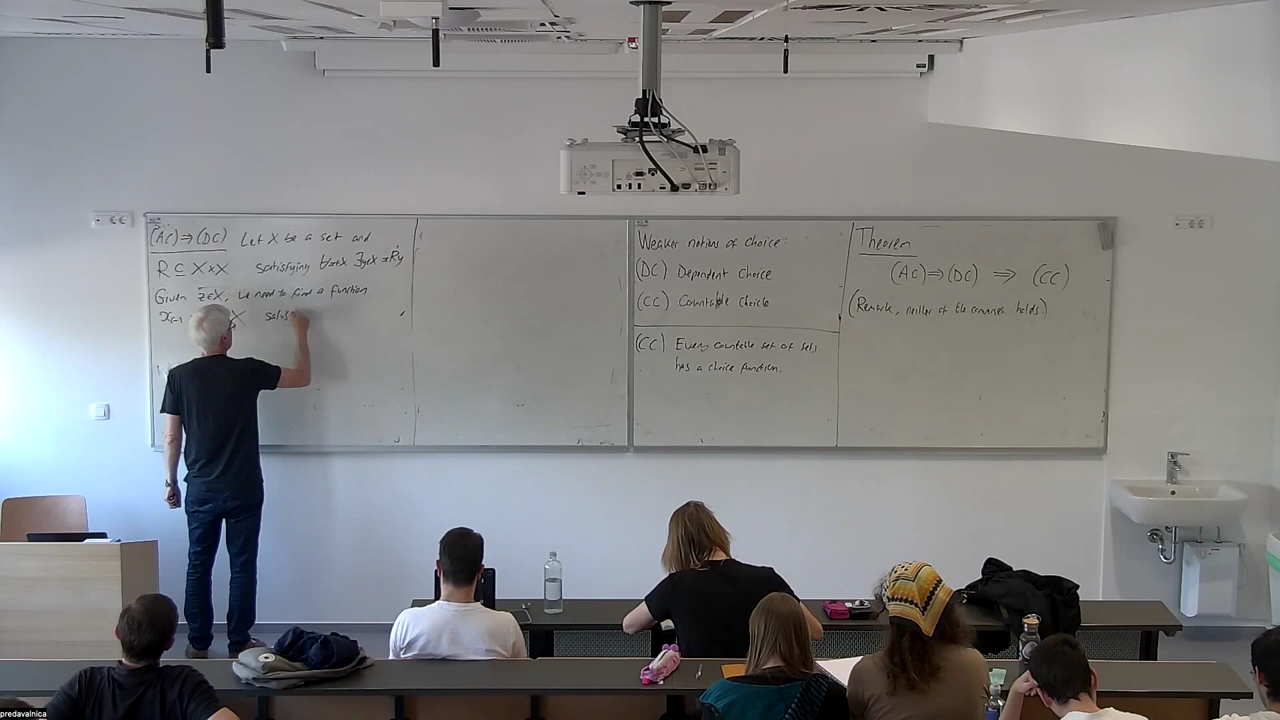 (AC)⇒(DC) Let X be a set and
R ⊆ X×X satisfying ∀x∈X ∃y∈X xRy
Given z∈X, we need to find a function
X satis
Weaker notions of choice:
(DC) Dependent Choice
(CC) Countable choice
(CC) Every countable set of sets
has a choice function.
Theorem
(AC)⇒(DC) ⇒ (CC)
(Remark, neither of the converses holds)
predavalnica